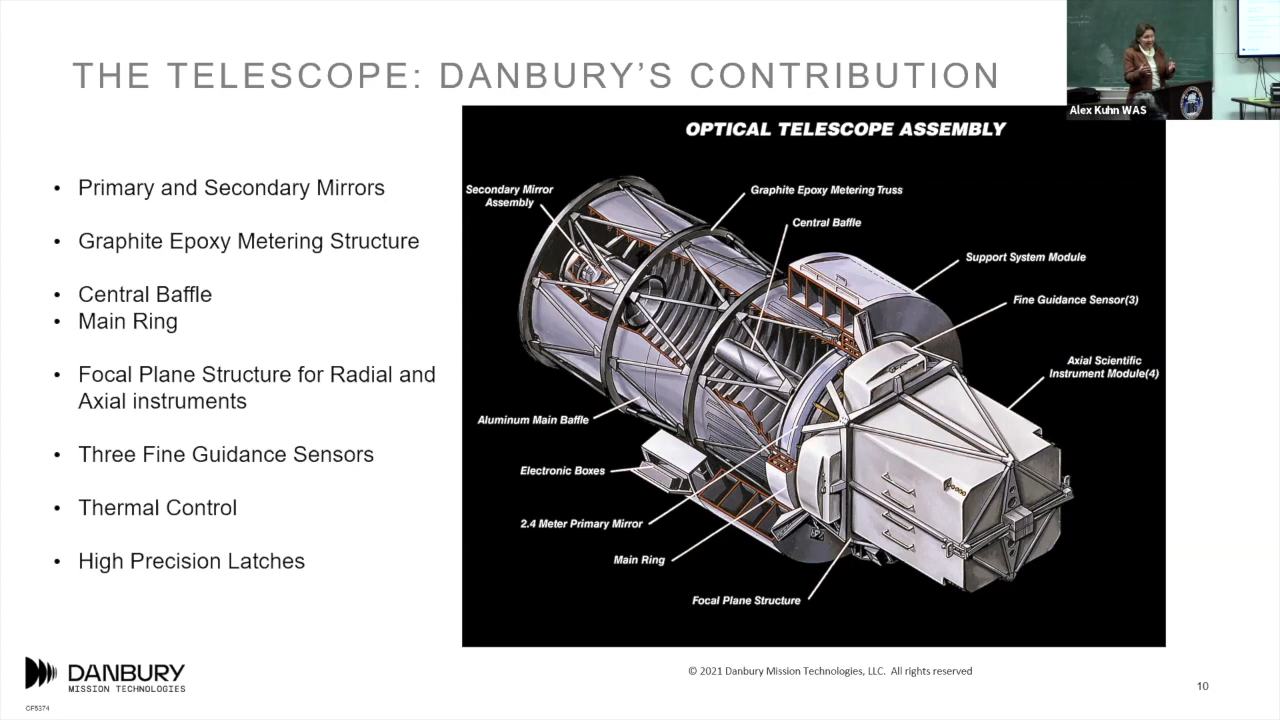 THE TELESCOPE: DANBURY’S CONTRIBUTION
Alex Kuhn WAS
• Primary and Secondary Mirrors
• Graphite Epoxy Metering Structure
• Central Baffle
• Main Ring
• Focal Plane Structure for Radial and
Axial instruments
• Three Fine Guidance Sensors
• Thermal Control
• High Precision Latches
OPTICAL TELESCOPE ASSEMBLY
Secondary Mirror
Assembly
Graphite Epoxy Metering Truss
Central Baffle
Support System Module
Fine Guidance Sensor(3)
Axial Scientific
Instrument Module(4)
Aluminum Main Baffle
Electronic Boxes
2.4 Meter Primary Mirror
Main Ring
Focal Plane Structure
DANBURY
MISSION TECHNOLOGIES
CF5374
© 2021 Danbury Mission Technologies, LLC. All rights reserved
10